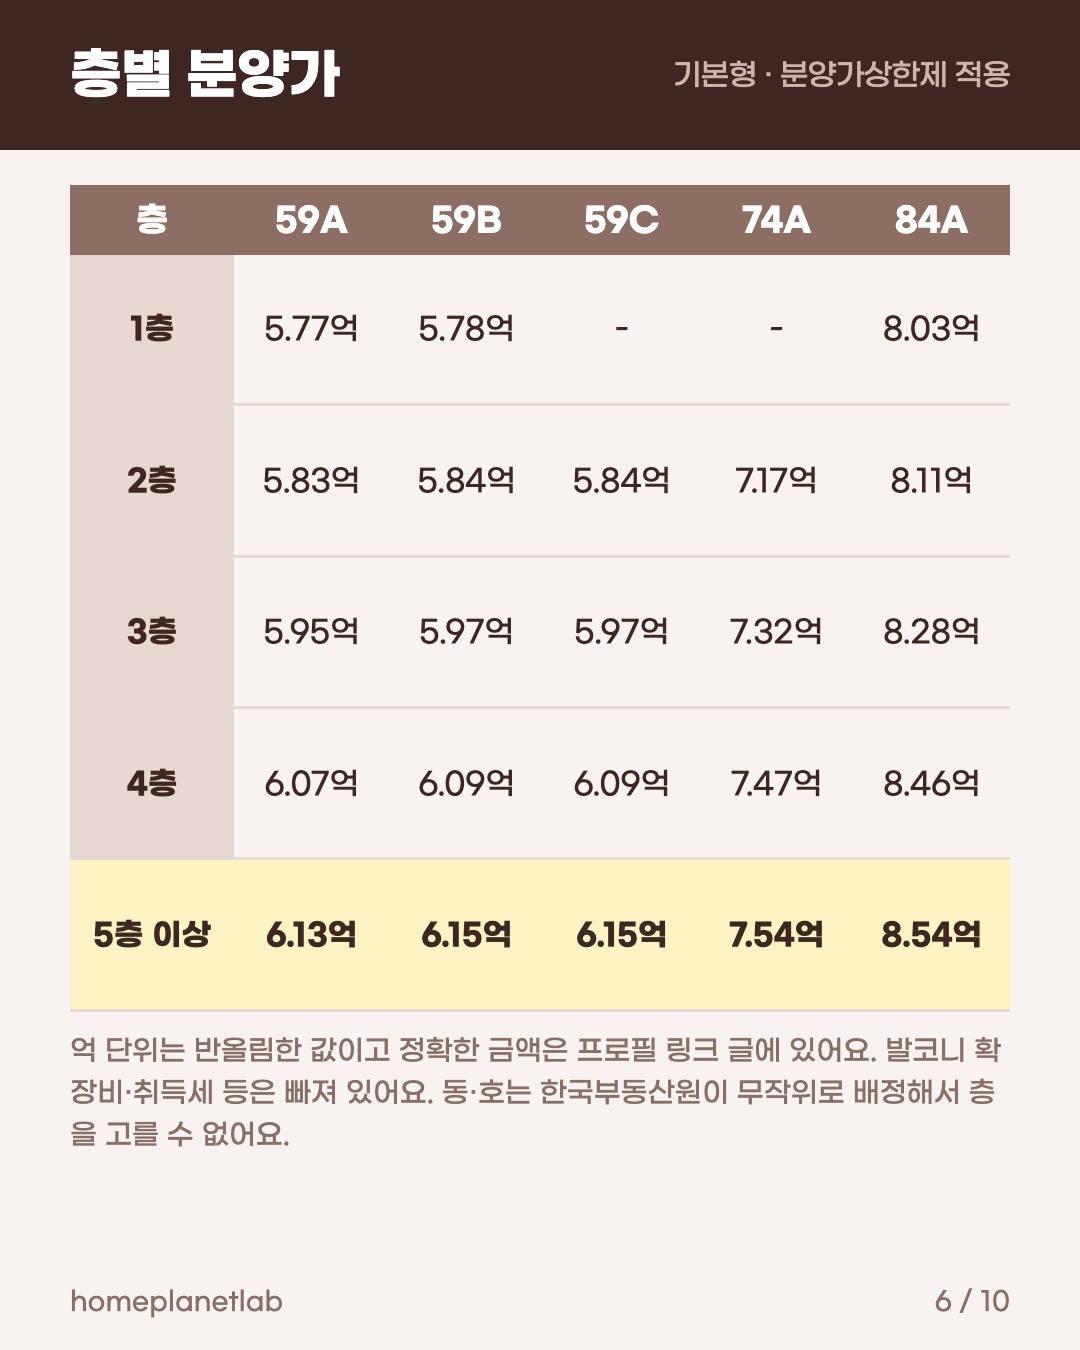 층별 분양가
기본형 · 분양가상한제 적용
층 59A 59B 59C 74A 84A
1층 5.77억 5.78억 - - 8.03억
2층 5.83억 5.84억 5.84억 7.17억 8.11억
3층 5.95억 5.97억 5.97억 7.32억 8.28억
4층 6.07억 6.09억 6.09억 7.47억 8.46억
5층 이상 6.13억 6.15억 6.15억 7.54억 8.54억
억 단위는 반올림한 값이고 정확한 금액은 프로필 링크 글에 있어요. 발코니 확
장비·취득세 등은 빠져 있어요. 동·호는 한국부동산원이 무작위로 배정해서 층
을 고를 수 없어요.
homeplanetlab
6 / 10